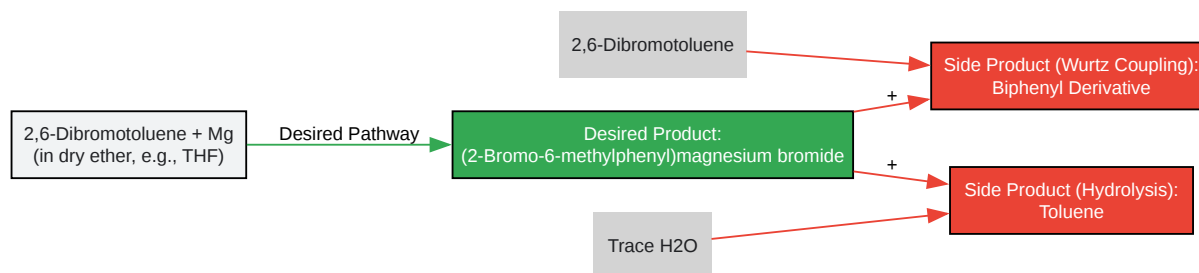 2,6-Dibromotoluene
Side Product (Wurtz Coupling):
Biphenyl Derivative
+
2,6-Dibromotoluene + Mg
(in dry ether, e.g., THF)
Desired Pathway
Desired Product:
(2-Bromo-6-methylphenyl)magnesium bromide
+
Side Product (Hydrolysis):
Toluene
Trace H2O